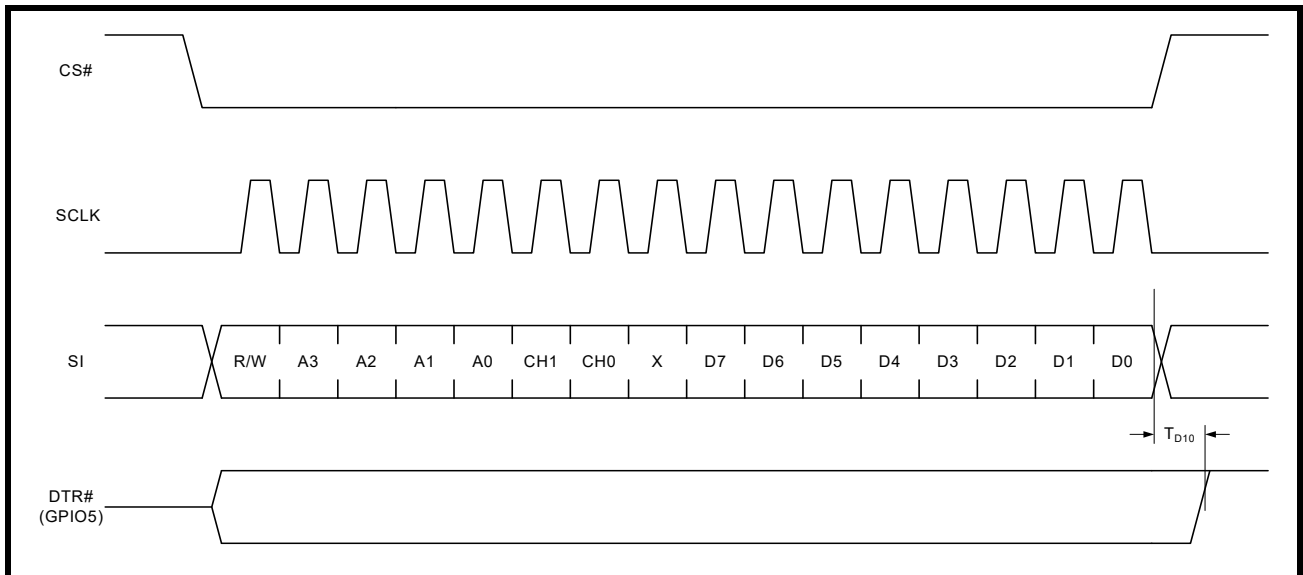 CS#
SCLK
SI
R/W A3 A2 A1 A0 CH1 CH0 X D7 D6 D5 D4 D3 D2 D1 D0
TD10
DTR#
(GPIO5)